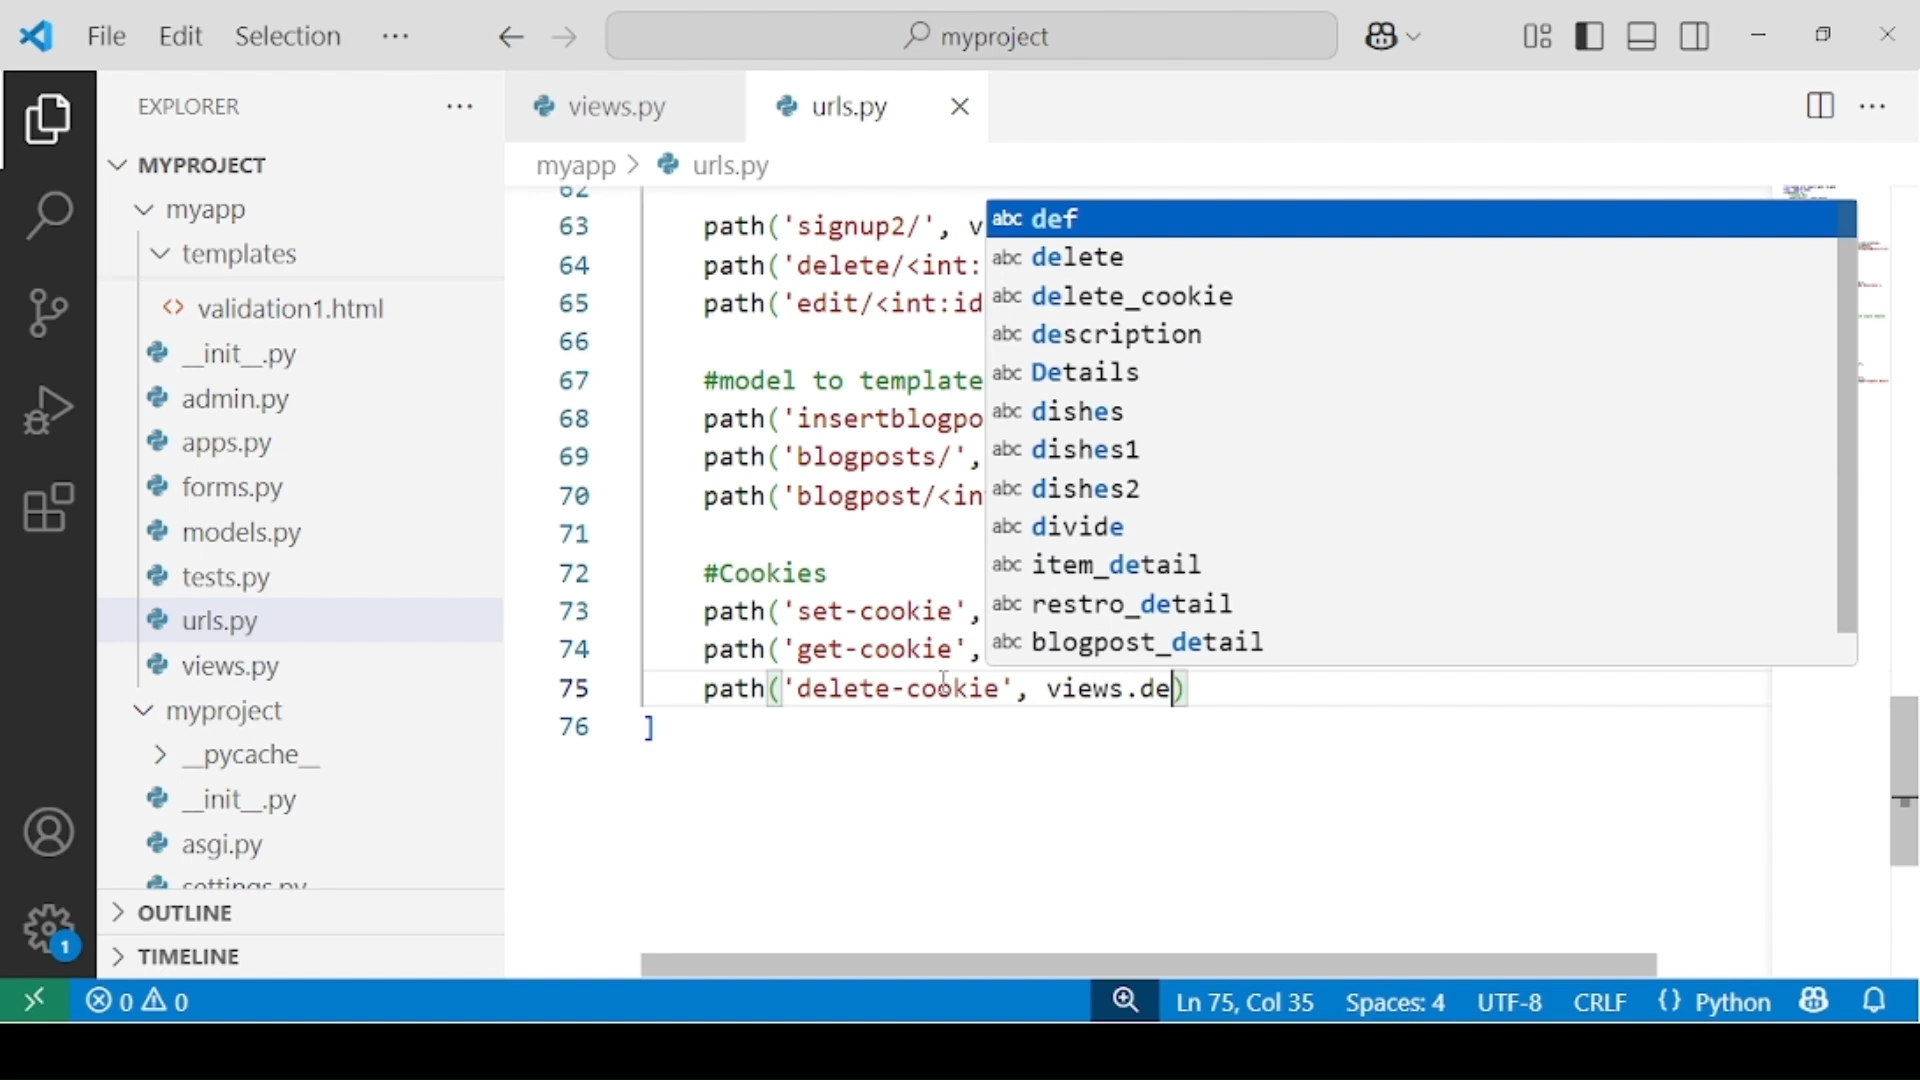 File Edit Selection ...
myproject
EXPLORER ...
views.py
urls.py
MYPROJECT
myapp > urls.py
myapp
templates
validation1.html
__init__.py
admin.py
apps.py
forms.py
models.py
tests.py
urls.py
views.py
myproject
__pycache__
__init__.py
asgi.py
settings.py
OUTLINE
TIMELINE
62
63 path('signup2/', v
64 path('delete/<int:
65 path('edit/<int:id
66
67 #model to template
68 path('insertblogpo
69 path('blogposts/',
70 path('blogpost/<in
71
72 #Cookies
73 path('set-cookie',
74 path('get-cookie',
75 path('delete-cookie', views.de)
76 ]
abc def
abc delete
abc delete_cookie
abc description
abc Details
abc dishes
abc dishes1
abc dishes2
abc divide
abc item_detail
abc restro_detail
abc blogpost_detail
1
0 0 Ln 75, Col 35 Spaces: 4 UTF-8 CRLF {} Python